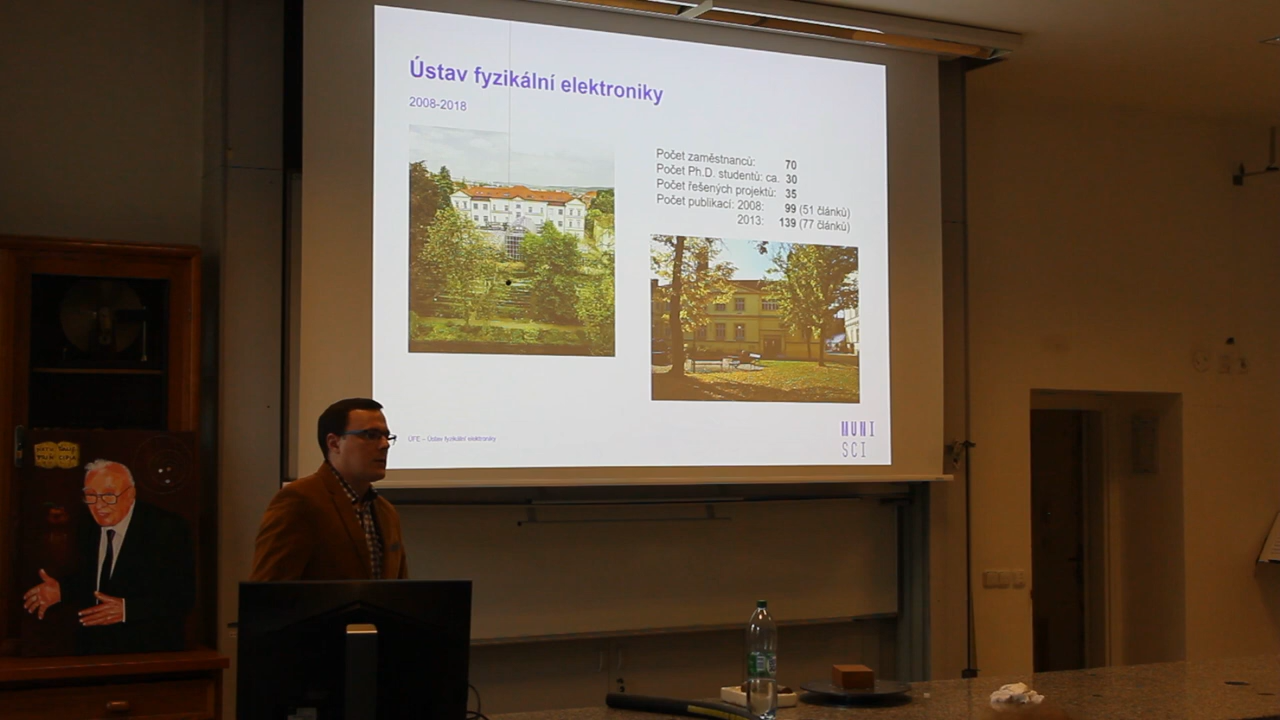 Ústav fyzikální elektroniky
2008-2018
Počet zaměstnanců: 70
Počet Ph.D. studentů: ca. 30
Počet řešených projektů: 35
Počet publikací: 2008: 99 (51 článků)
2013: 139 (77 článků)
ÚFE – Ústav fyzikální elektroniky
MUNI
SCI